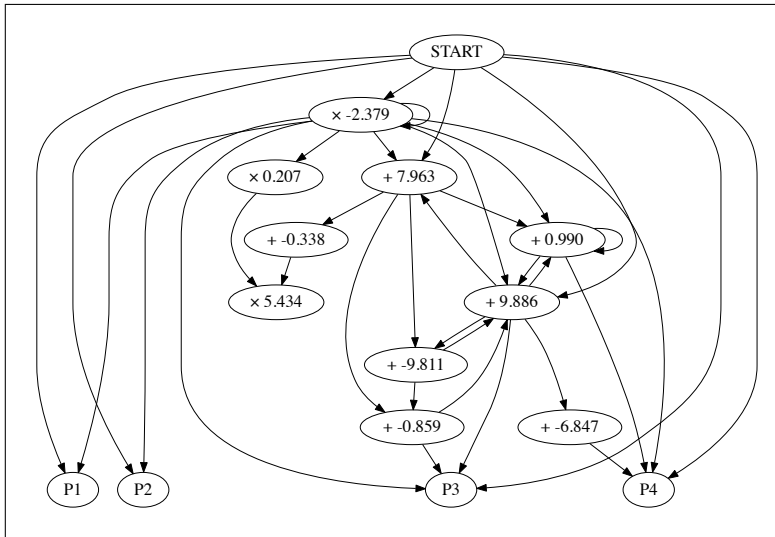 START
× -2.379
× 0.207
+ 7.963
+ -0.338
+ 0.990
× 5.434
+ 9.886
+ -9.811
+ -0.859
+ -6.847
P1
P2
P3
P4